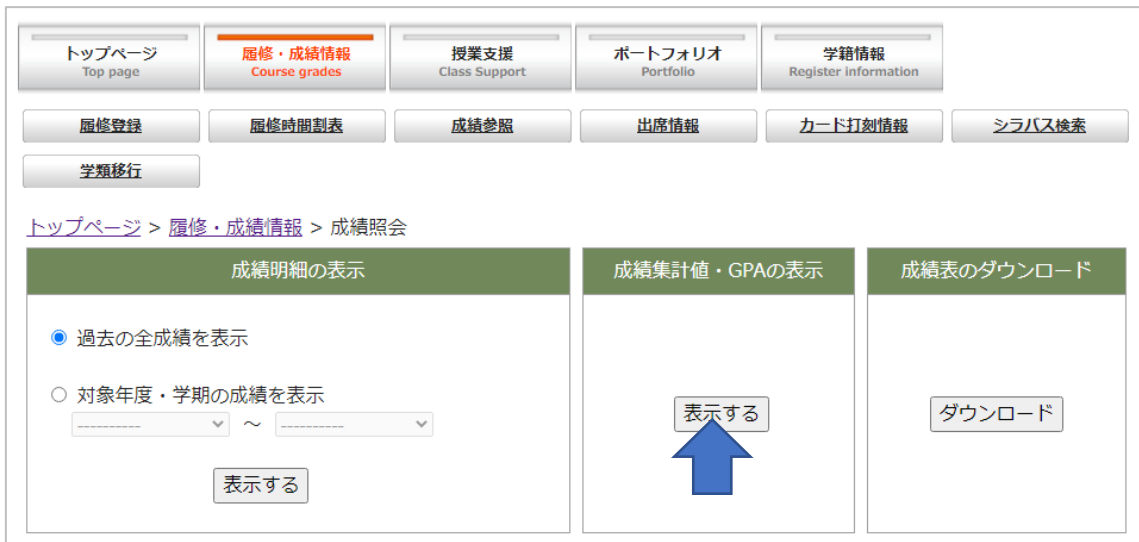 トップページ 履修・成績情報 授業支援 ポートフォリオ 学籍情報
Top page Course grades Class Support Portfolio Register information
履修登録 履修時間割表 成績参照 出席情報 カード打刻情報 シラバス検索
学類移行
トップページ > 履修・成績情報 > 成績照会
成績明細の表示 成績集計値・GPAの表示 成績表のダウンロード
過去の全成績を表示
対象年度・学期の成績を表示
---------- ～ ----------
表示する ダウンロード
表示する